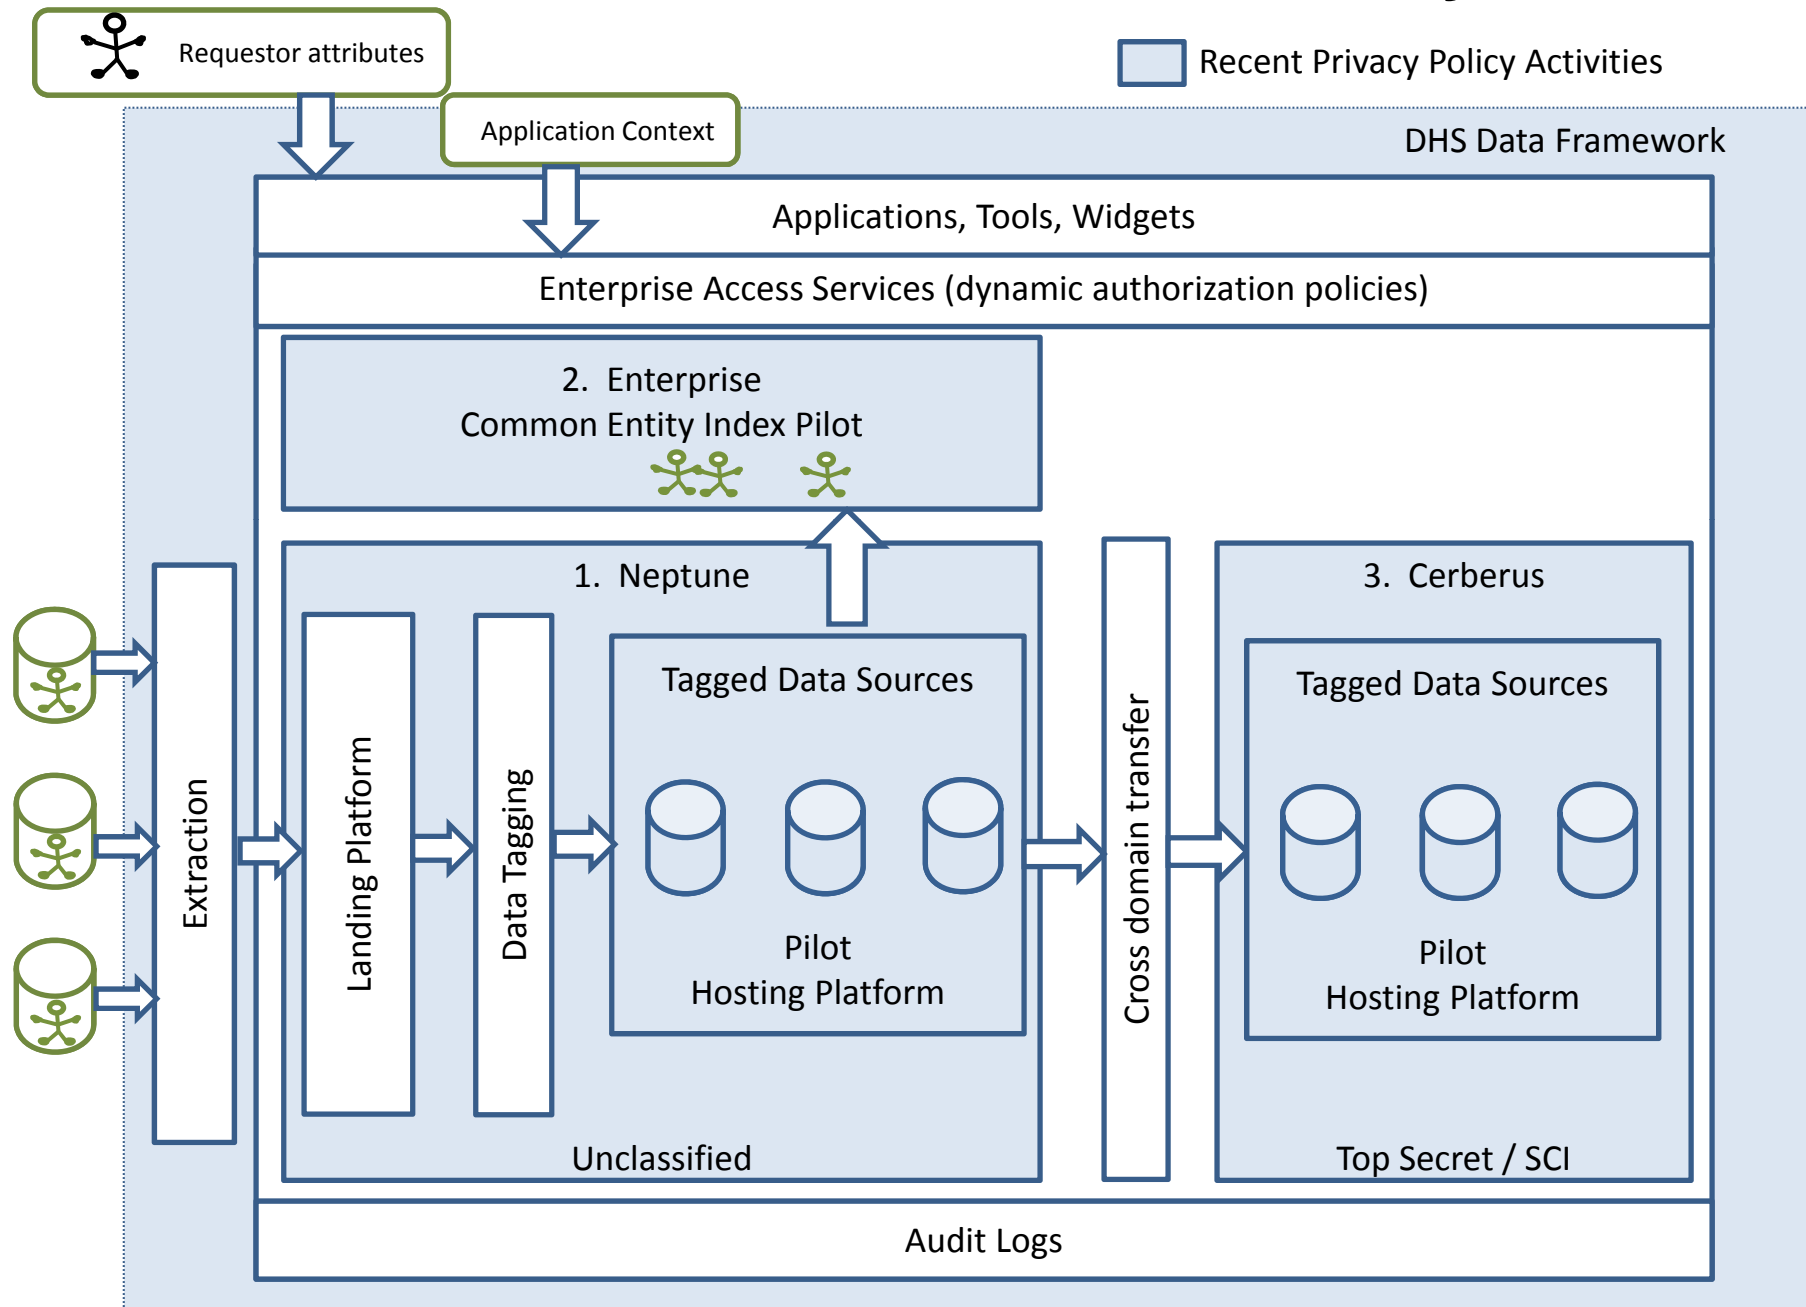 Requestor attributes
Recent Privacy Policy Activities
Application Context
DHS Data Framework
Applications, Tools, Widgets
Enterprise Access Services (dynamic authorization policies)
2. Enterprise
Common Entity Index Pilot
1. Neptune
3. Cerberus
Extraction
Landing Platform
Data Tagging
Tagged Data Sources
Pilot
Hosting Platform
Cross domain transfer
Tagged Data Sources
Pilot
Hosting Platform
Unclassified
Top Secret / SCI
Audit Logs